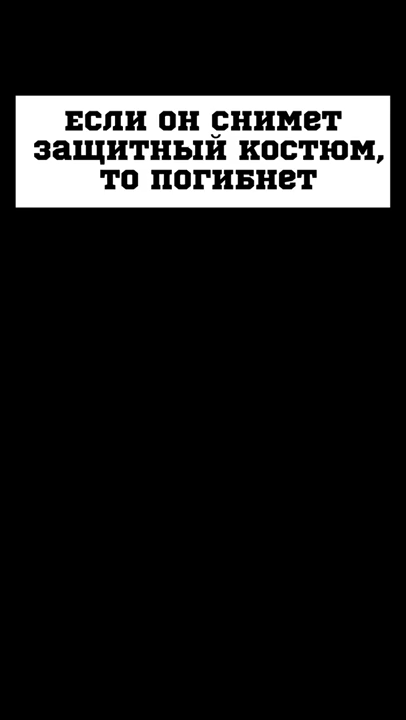 Если он снимет
защитный костюм,
то погибнет